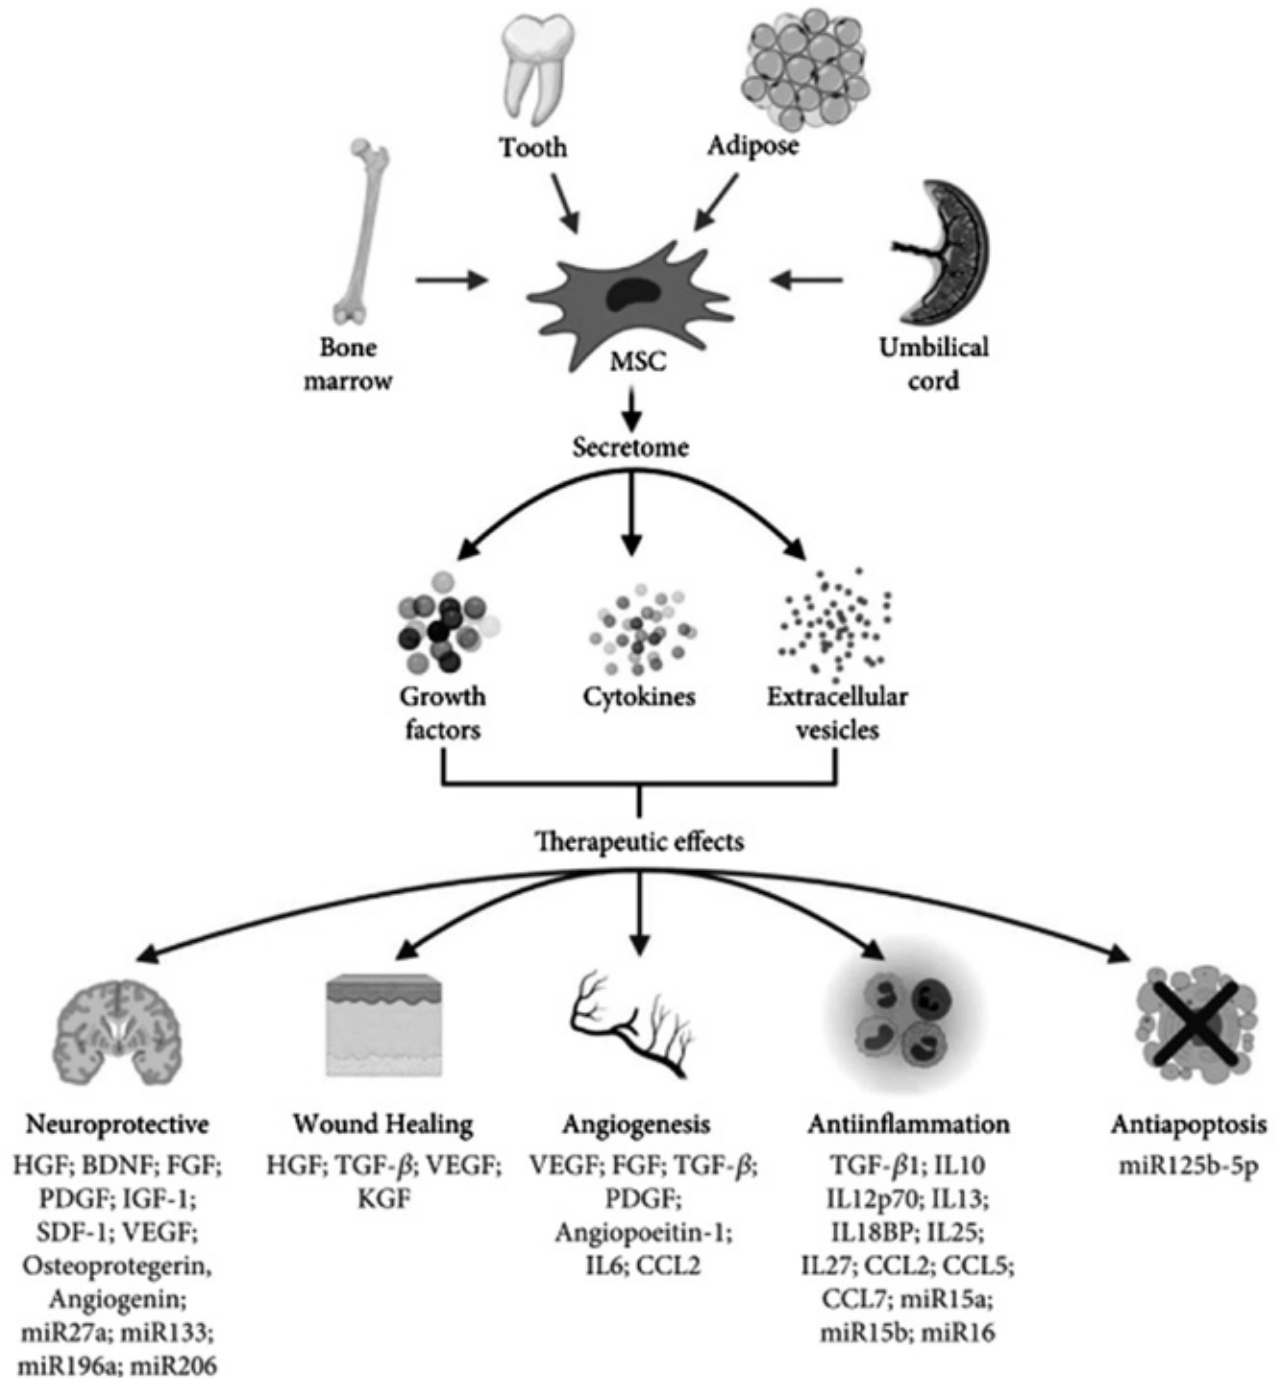 Tooth
Adipose
Bone
marrow
Umbilical
cord
MSC
Secretome
Growth
factors
Cytokines
Extracellular
vesicles
Therapeutic effects
Neuroprotective
HGF; BDNF; FGF;
PDGF; IGF-1;
SDF-1; VEGF;
Osteoprotegerin,
Angiogenin;
miR27a; miR133;
miR196a; miR206
Wound Healing
HGF; TGF-β; VEGF;
KGF
Angiogenesis
VEGF; FGF; TGF-β;
PDGF;
Angiopoeitin-1;
IL6; CCL2
Antiinflammation
TGF-β1; IL10
IL12p70; IL13;
IL18BP; IL25;
IL27; CCL2; CCL5;
CCL7; miR15a;
miR15b; miR16
Antiapoptosis
miR125b-5p